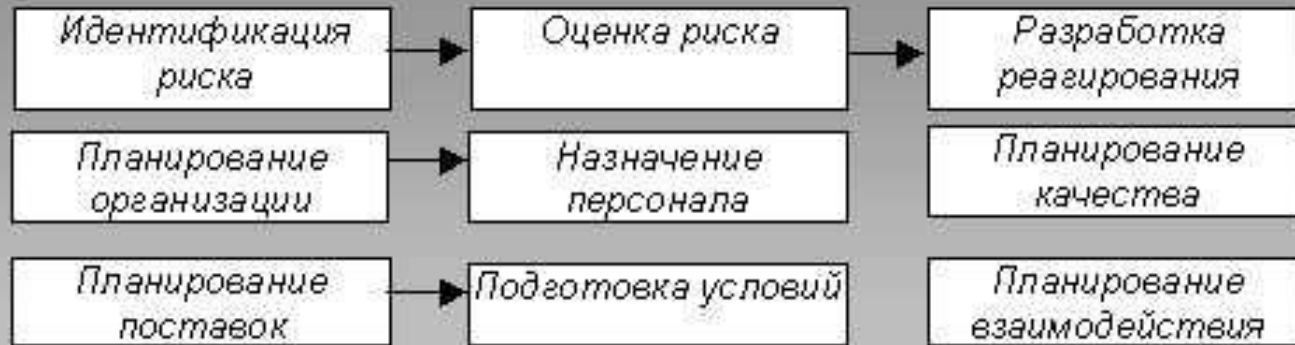 Идентификация
риска
Оценка риска
Разработка
реагирования
Планирование
организации
Назначение
персонала
Планирование
качества
Планирование
поставок
Подготовка условий
Планирование
взаимодействия